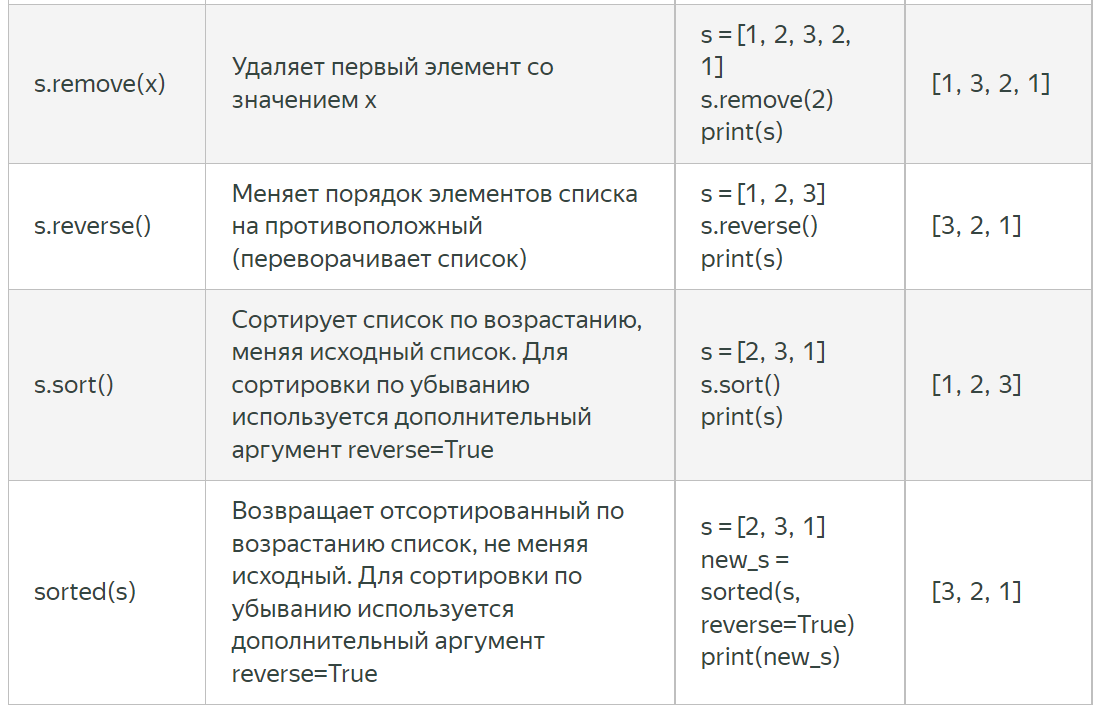 s.remove(x)
Удаляет первый элемент со
значением x
s = [1, 2, 3, 2,
1]
s.remove(2)
print(s)
[1, 3, 2, 1]
s.reverse()
Меняет порядок элементов списка
на противоположный
(переворачивает список)
s = [1, 2, 3]
s.reverse()
print(s)
[3, 2, 1]
s.sort()
Сортирует список по возрастанию,
меняя исходный список. Для
сортировки по убыванию
используется дополнительный
аргумент reverse=True
s = [2, 3, 1]
s.sort()
print(s)
[1, 2, 3]
sorted(s)
Возвращает отсортированный по
возрастанию список, не меняя
исходный. Для сортировки по
убыванию используется
дополнительный аргумент
reverse=True
s = [2, 3, 1]
new_s =
sorted(s,
reverse=True)
print(new_s)
[3, 2, 1]